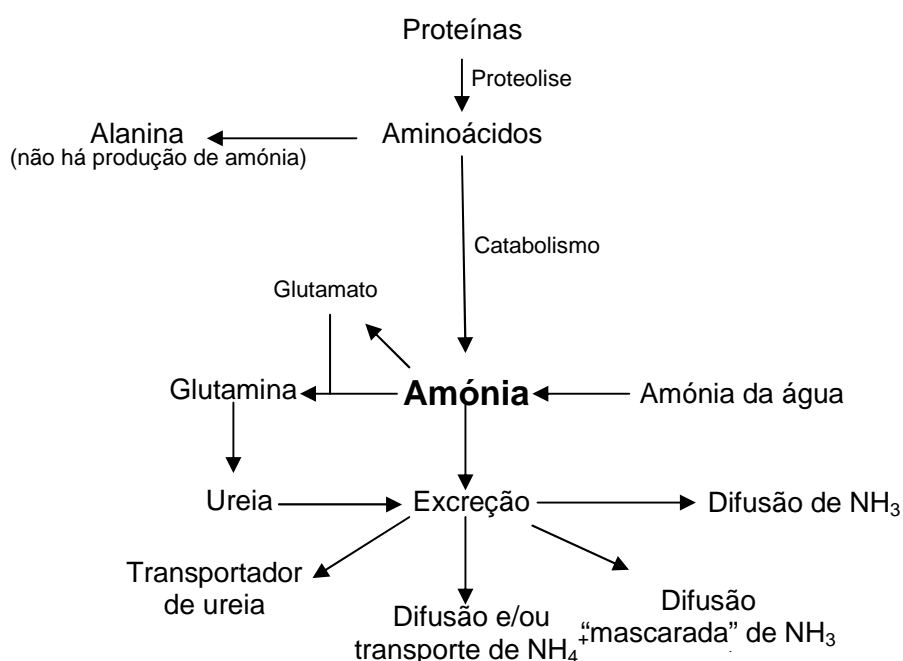 Proteínas
Proteolise
Alanina
(não há produção de amónia)
Aminoácidos
Catabolismo
Glutamato
Glutamina
Amónia
Amónia da água
Ureia
Excreção
Difusão de NH₃
Transportador
de ureia
Difusão e/ou
transporte de NH₄⁺
Difusão
“mascarada” de NH₃